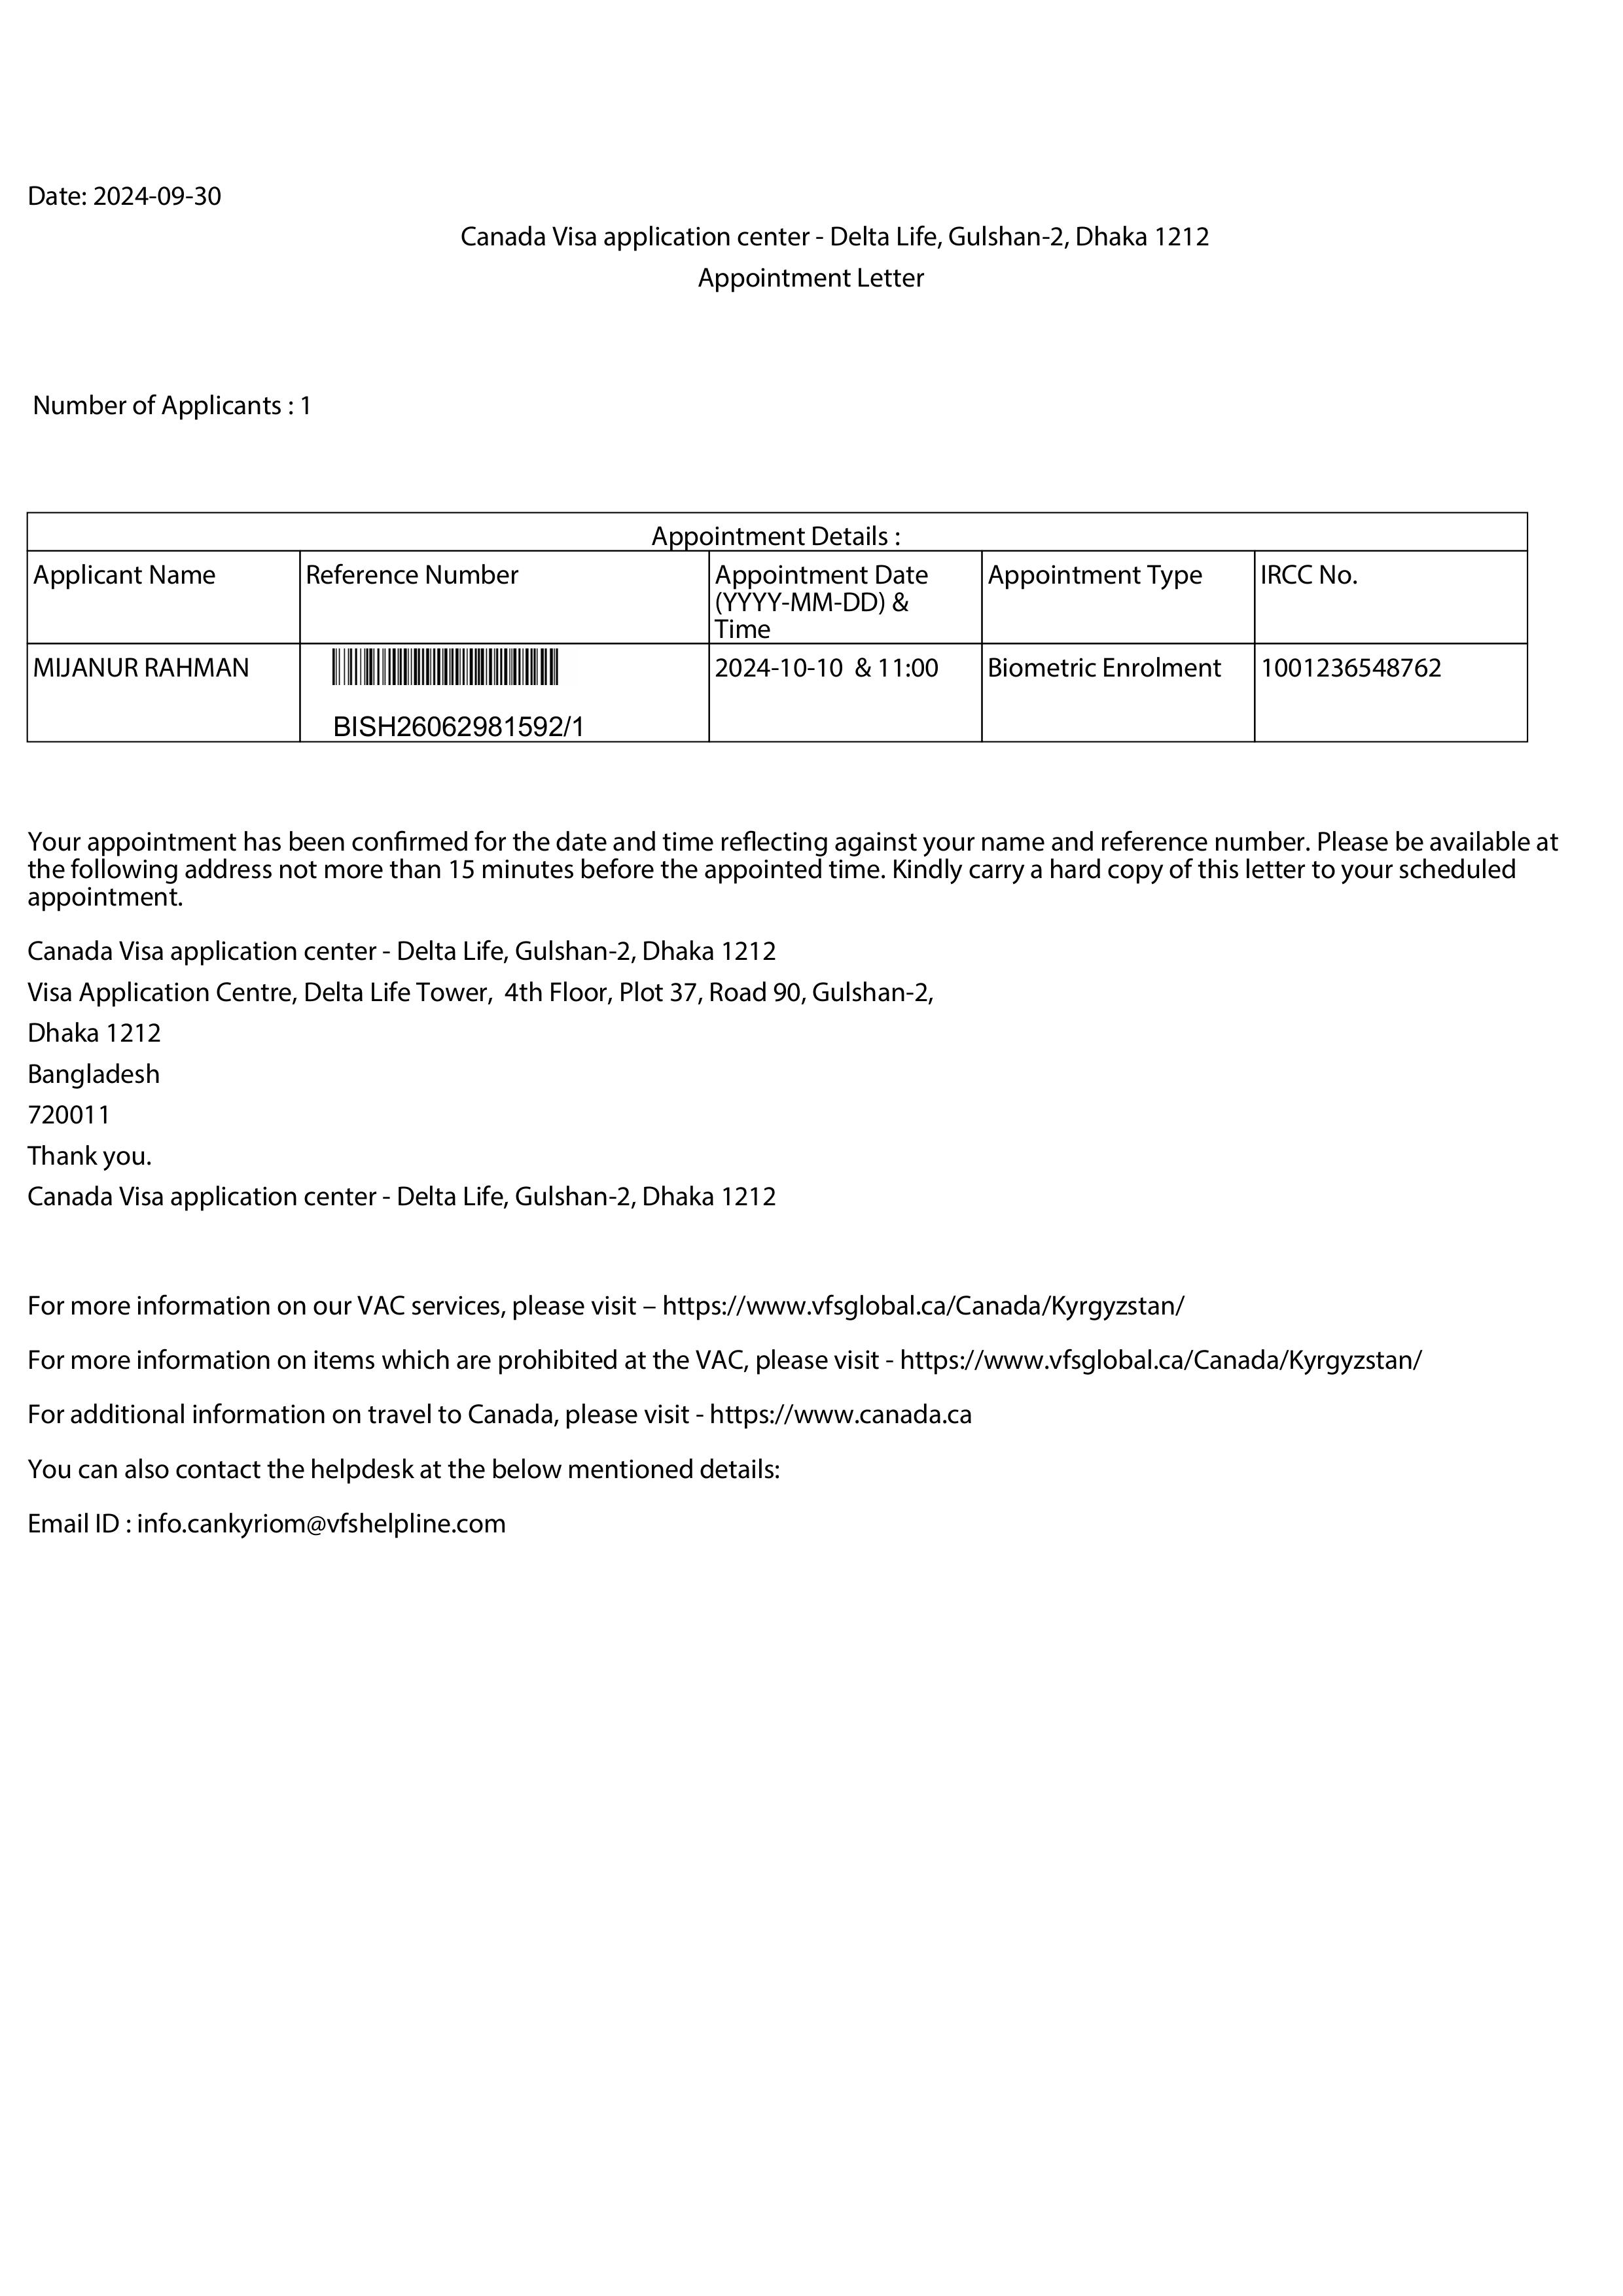 Date: 2024-09-30
Canada Visa application center - Delta Life, Gulshan-2, Dhaka 1212
Appointment Letter
Number of Applicants : 1
Appointment Details :
Applicant Name Reference Number Appointment Date (YYYY-MM-DD) & Time Appointment Type IRCC No.
MIJANUR RAHMAN BISH26062981592/1 2024-10-10 & 11:00 Biometric Enrolment 1001236548762
Your appointment has been confirmed for the date and time reflecting against your name and reference number. Please be available at
the following address not more than 15 minutes before the appointed time. Kindly carry a hard copy of this letter to your scheduled
appointment.
Canada Visa application center - Delta Life, Gulshan-2, Dhaka 1212
Visa Application Centre, Delta Life Tower, 4th Floor, Plot 37, Road 90, Gulshan-2,
Dhaka 1212
Bangladesh
720011
Thank you.
Canada Visa application center - Delta Life, Gulshan-2, Dhaka 1212
For more information on our VAC services, please visit – https://www.vfsglobal.ca/Canada/Kyrgyzstan/
For more information on items which are prohibited at the VAC, please visit - https://www.vfsglobal.ca/Canada/Kyrgyzstan/
For additional information on travel to Canada, please visit - https://www.canada.ca
You can also contact the helpdesk at the below mentioned details:
Email ID : info.cankyriom@vfshelpline.com